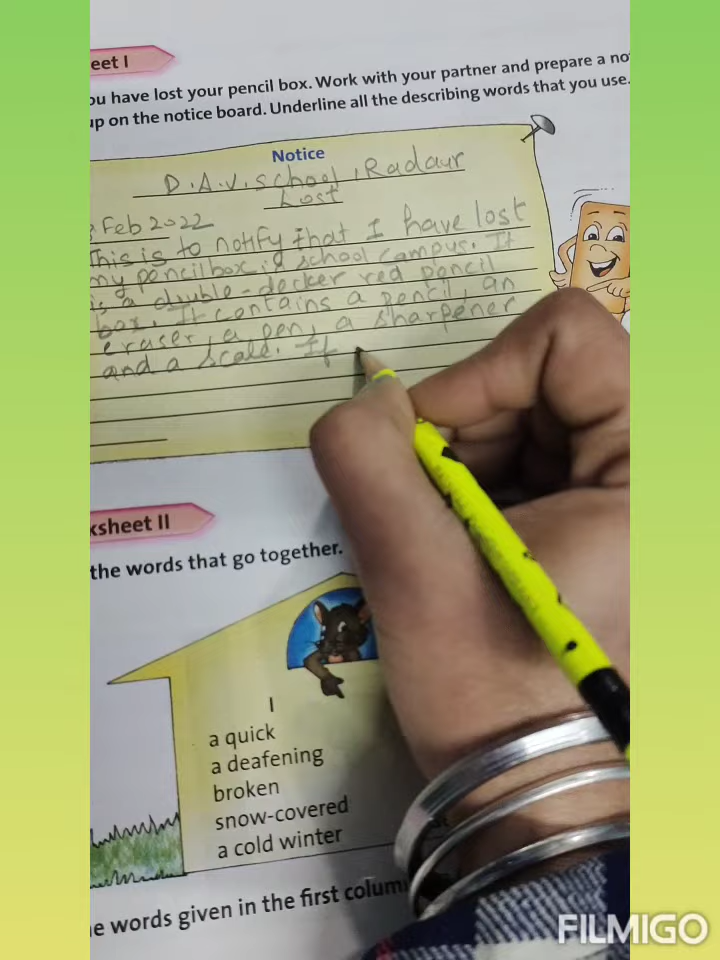 eet I
ou have lost your pencil box. Work with your partner and prepare a no
up on the notice board. Underline all the describing words that you use.
Notice
D.A.V. School, Radaur
Lost
Feb 2022
This is to notify that I have lost
my pencilbox in school campus. It
is a double-decker red pencil
box. It contains a pencil, an
eraser, a pen, a sharpener
and a scale. If
ksheet II
the words that go together.
I
a quick
a deafening
broken
snow-covered
a cold winter
e words given in the first colum
FILMIGO